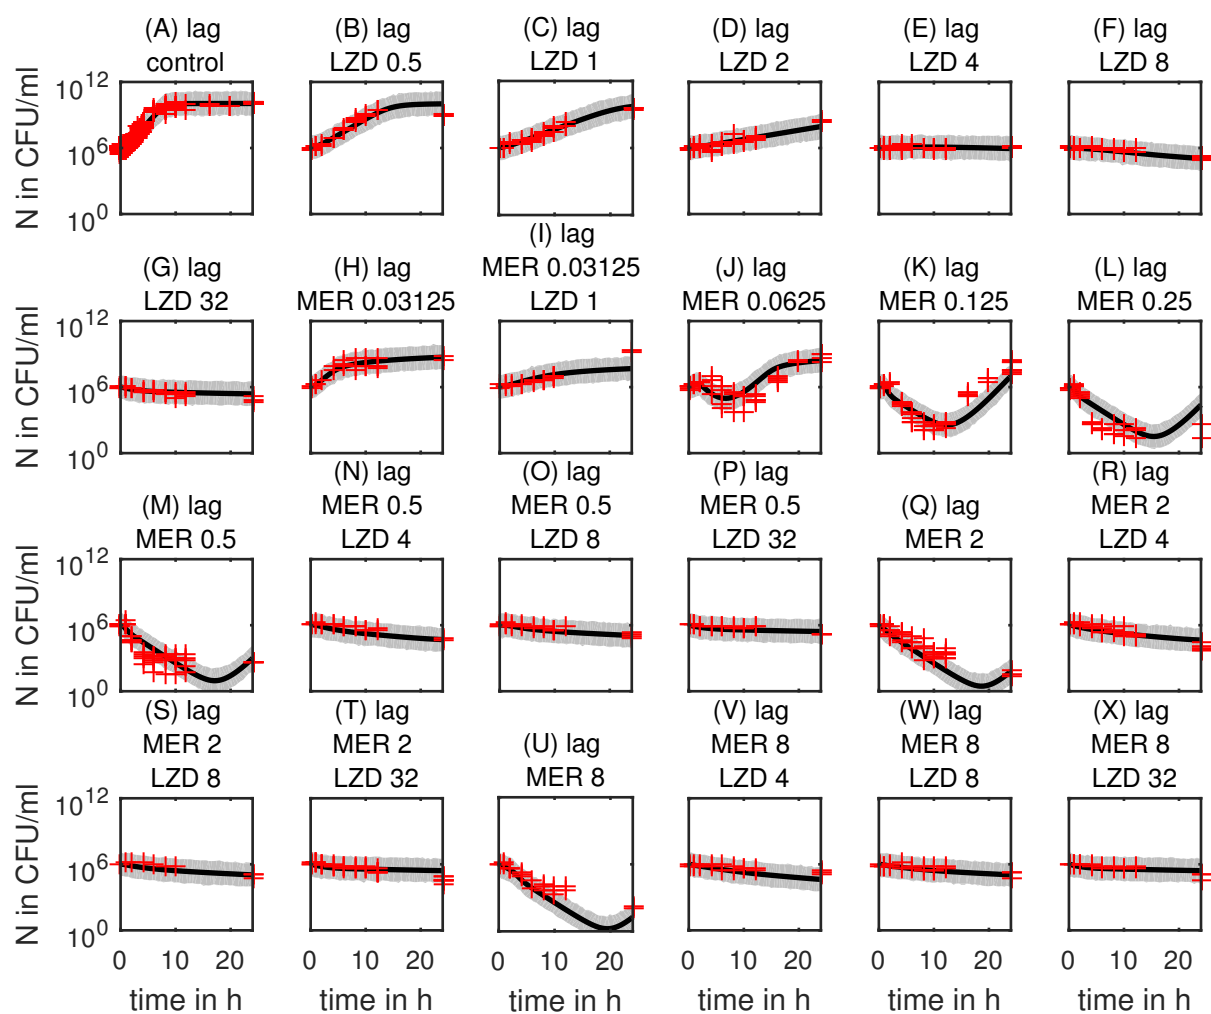 (A) lag
control
(B) lag
LZD 0.5
(C) lag
LZD 1
(D) lag
LZD 2
(E) lag
LZD 4
(F) lag
LZD 8
N in CFU/ml
10^12
10^6
10^0
(G) lag
LZD 32
(H) lag
MER 0.03125
(I) lag
MER 0.03125
LZD 1
(J) lag
MER 0.0625
(K) lag
MER 0.125
(L) lag
MER 0.25
N in CFU/ml
10^12
10^6
10^0
(M) lag
MER 0.5
(N) lag
MER 0.5
LZD 4
(O) lag
MER 0.5
LZD 8
(P) lag
MER 0.5
LZD 32
(Q) lag
MER 2
(R) lag
MER 2
LZD 4
N in CFU/ml
10^12
10^6
10^0
(S) lag
MER 2
LZD 8
(T) lag
MER 2
LZD 32
(U) lag
MER 8
(V) lag
MER 8
LZD 4
(W) lag
MER 8
LZD 8
(X) lag
MER 8
LZD 32
N in CFU/ml
10^12
10^6
10^0
0 10 20
0 10 20
0 10 20
0 10 20
0 10 20
0 10 20
time in h
time in h
time in h
time in h
time in h
time in h